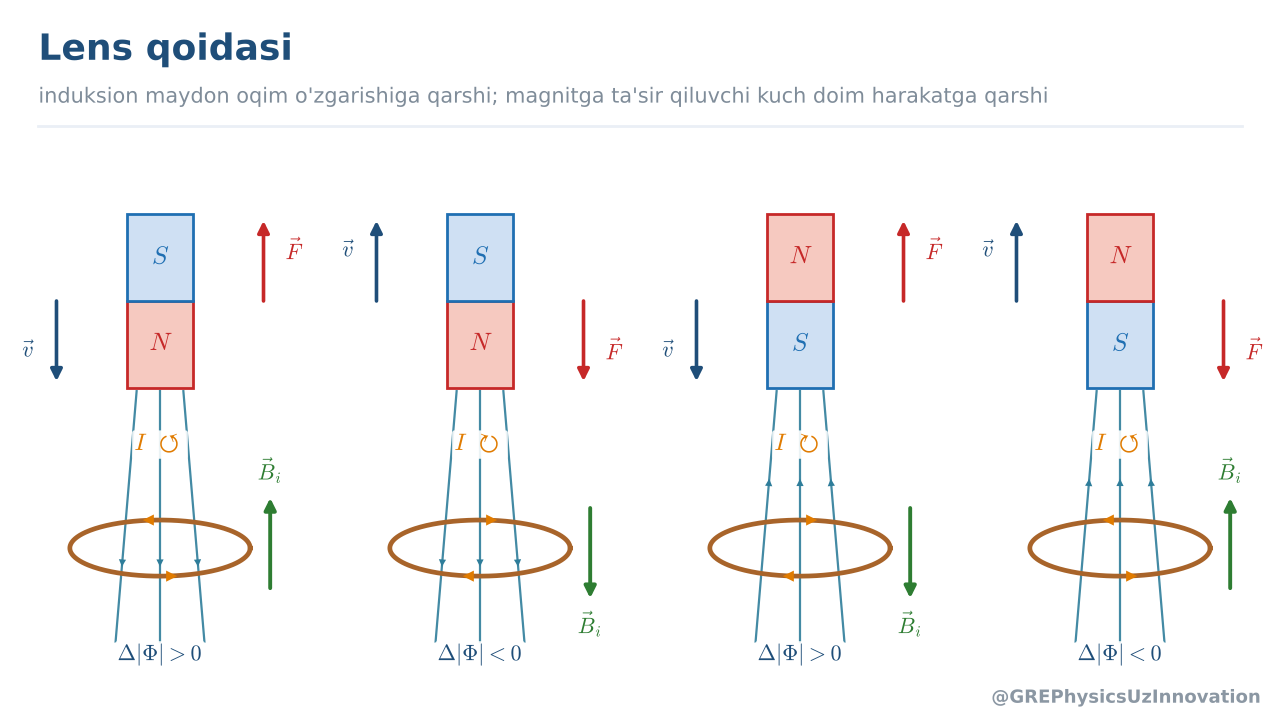 Lens qoidasi
induksion maydon oqim o'zgarishiga qarshi; magnitga ta'sir qiluvchi kuch doim harakatga qarshi
S N v⃗ F⃗ I ↺ B⃗ᵢ Δ|Φ| > 0
S N v⃗ F⃗ I ↻ B⃗ᵢ Δ|Φ| < 0
N S v⃗ F⃗ I ↻ B⃗ᵢ Δ|Φ| > 0
N S v⃗ F⃗ I ↺ B⃗ᵢ Δ|Φ| < 0
@GREPhysicsUzInnovation